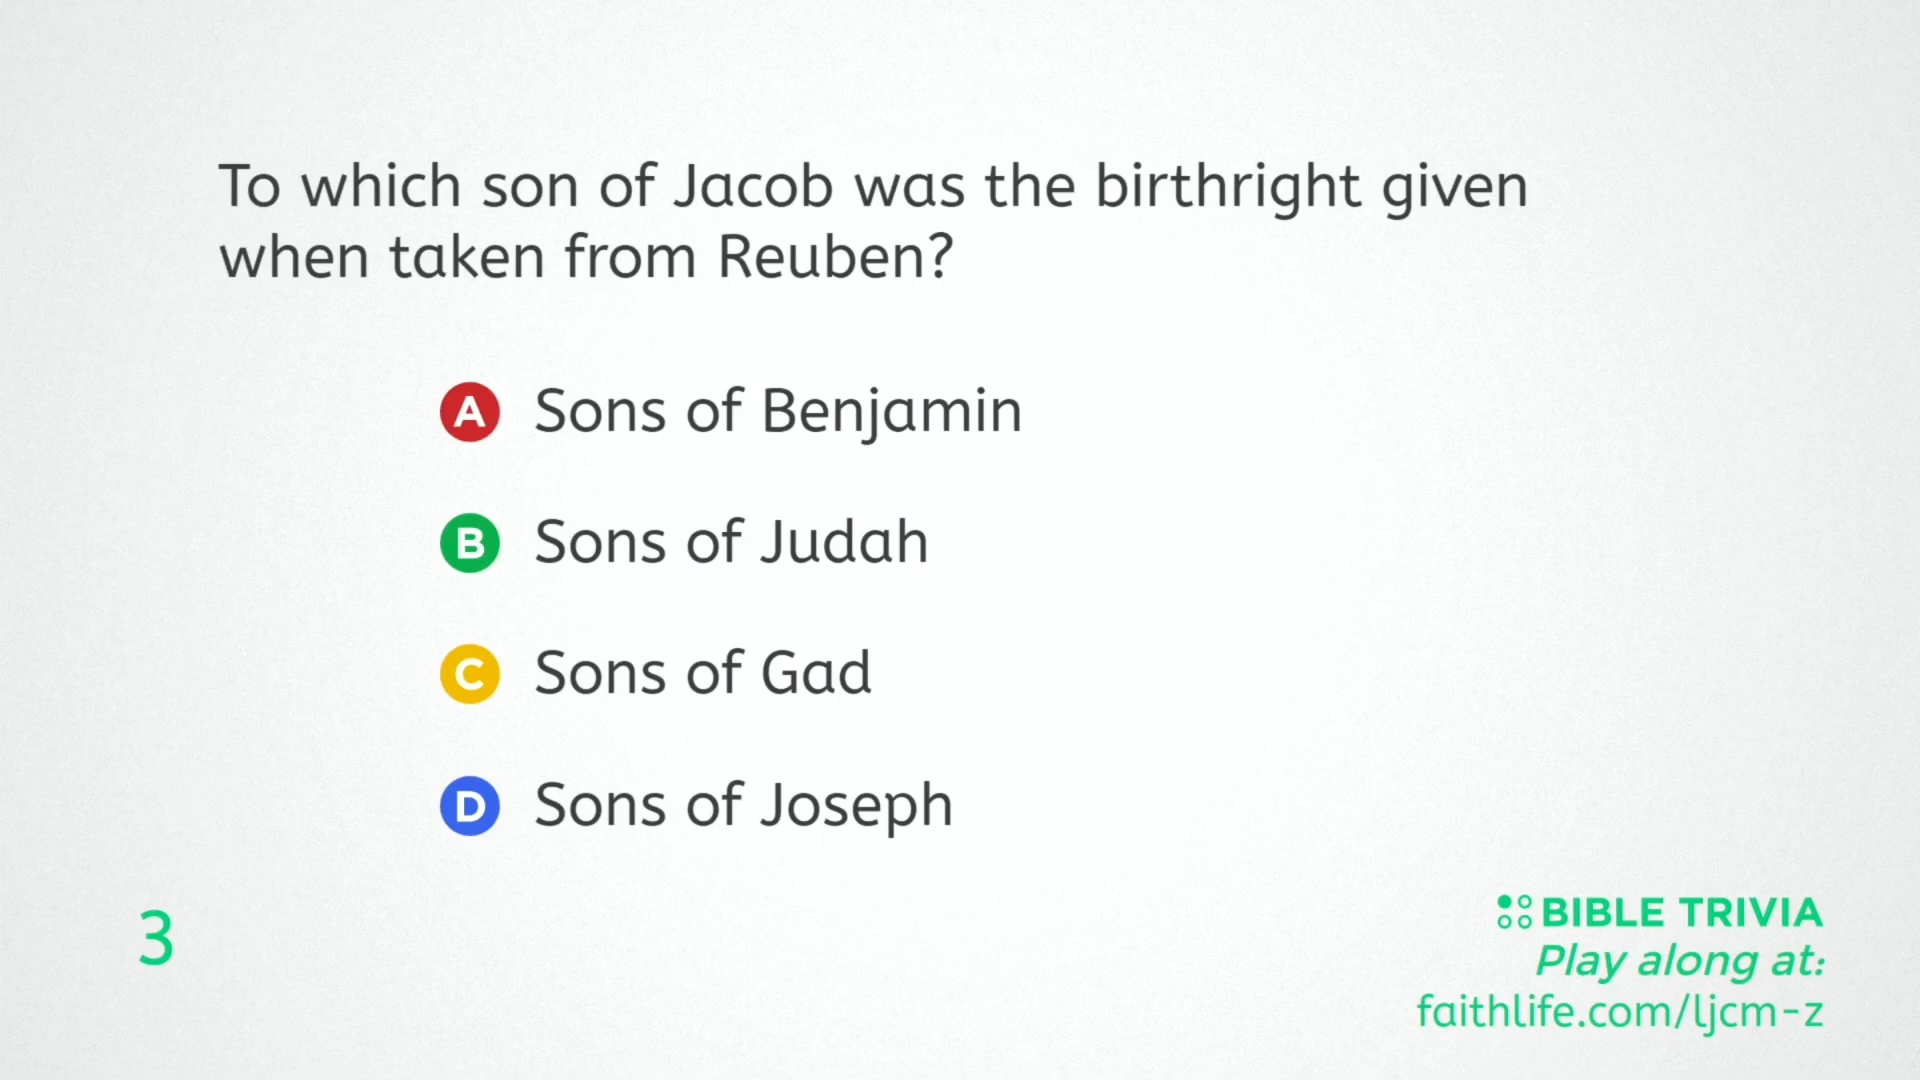 To which son of Jacob was the birthright given
when taken from Reuben?
A Sons of Benjamin
B Sons of Judah
C Sons of Gad
D Sons of Joseph
3
BIBLE TRIVIA
Play along at:
faithlife.com/ljcm-z